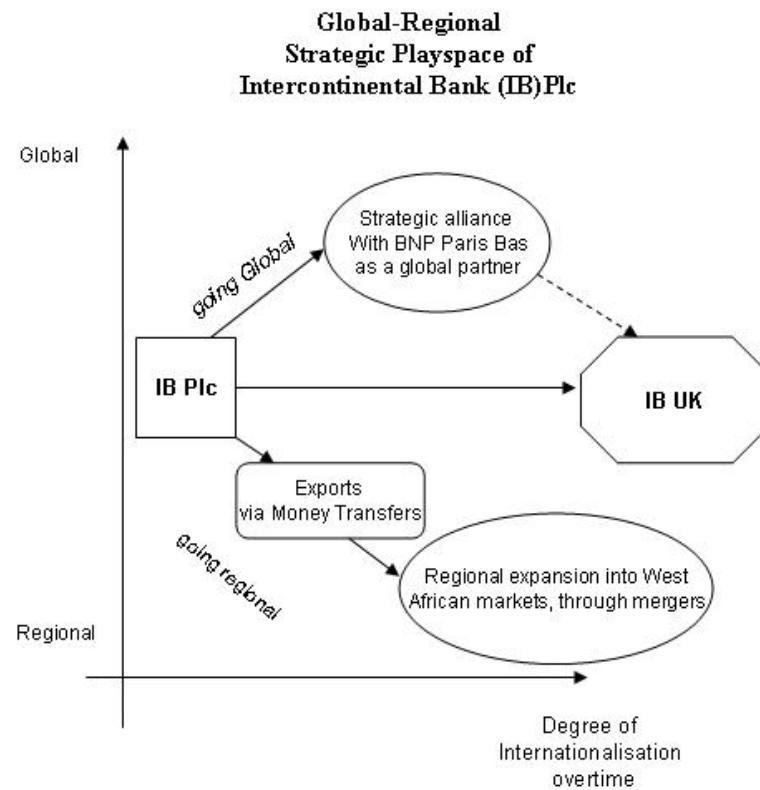 Global-Regional
Strategic Playspace of
Intercontinental Bank (IB)Plc
Global
going Global
Strategic alliance
With BNP Paris Bas
as a global partner
IB Plc
IB UK
Exports
via Money Transfers
going regional
Regional expansion into West
African markets, through mergers
Regional
Degree of
Internationalisation
overtime